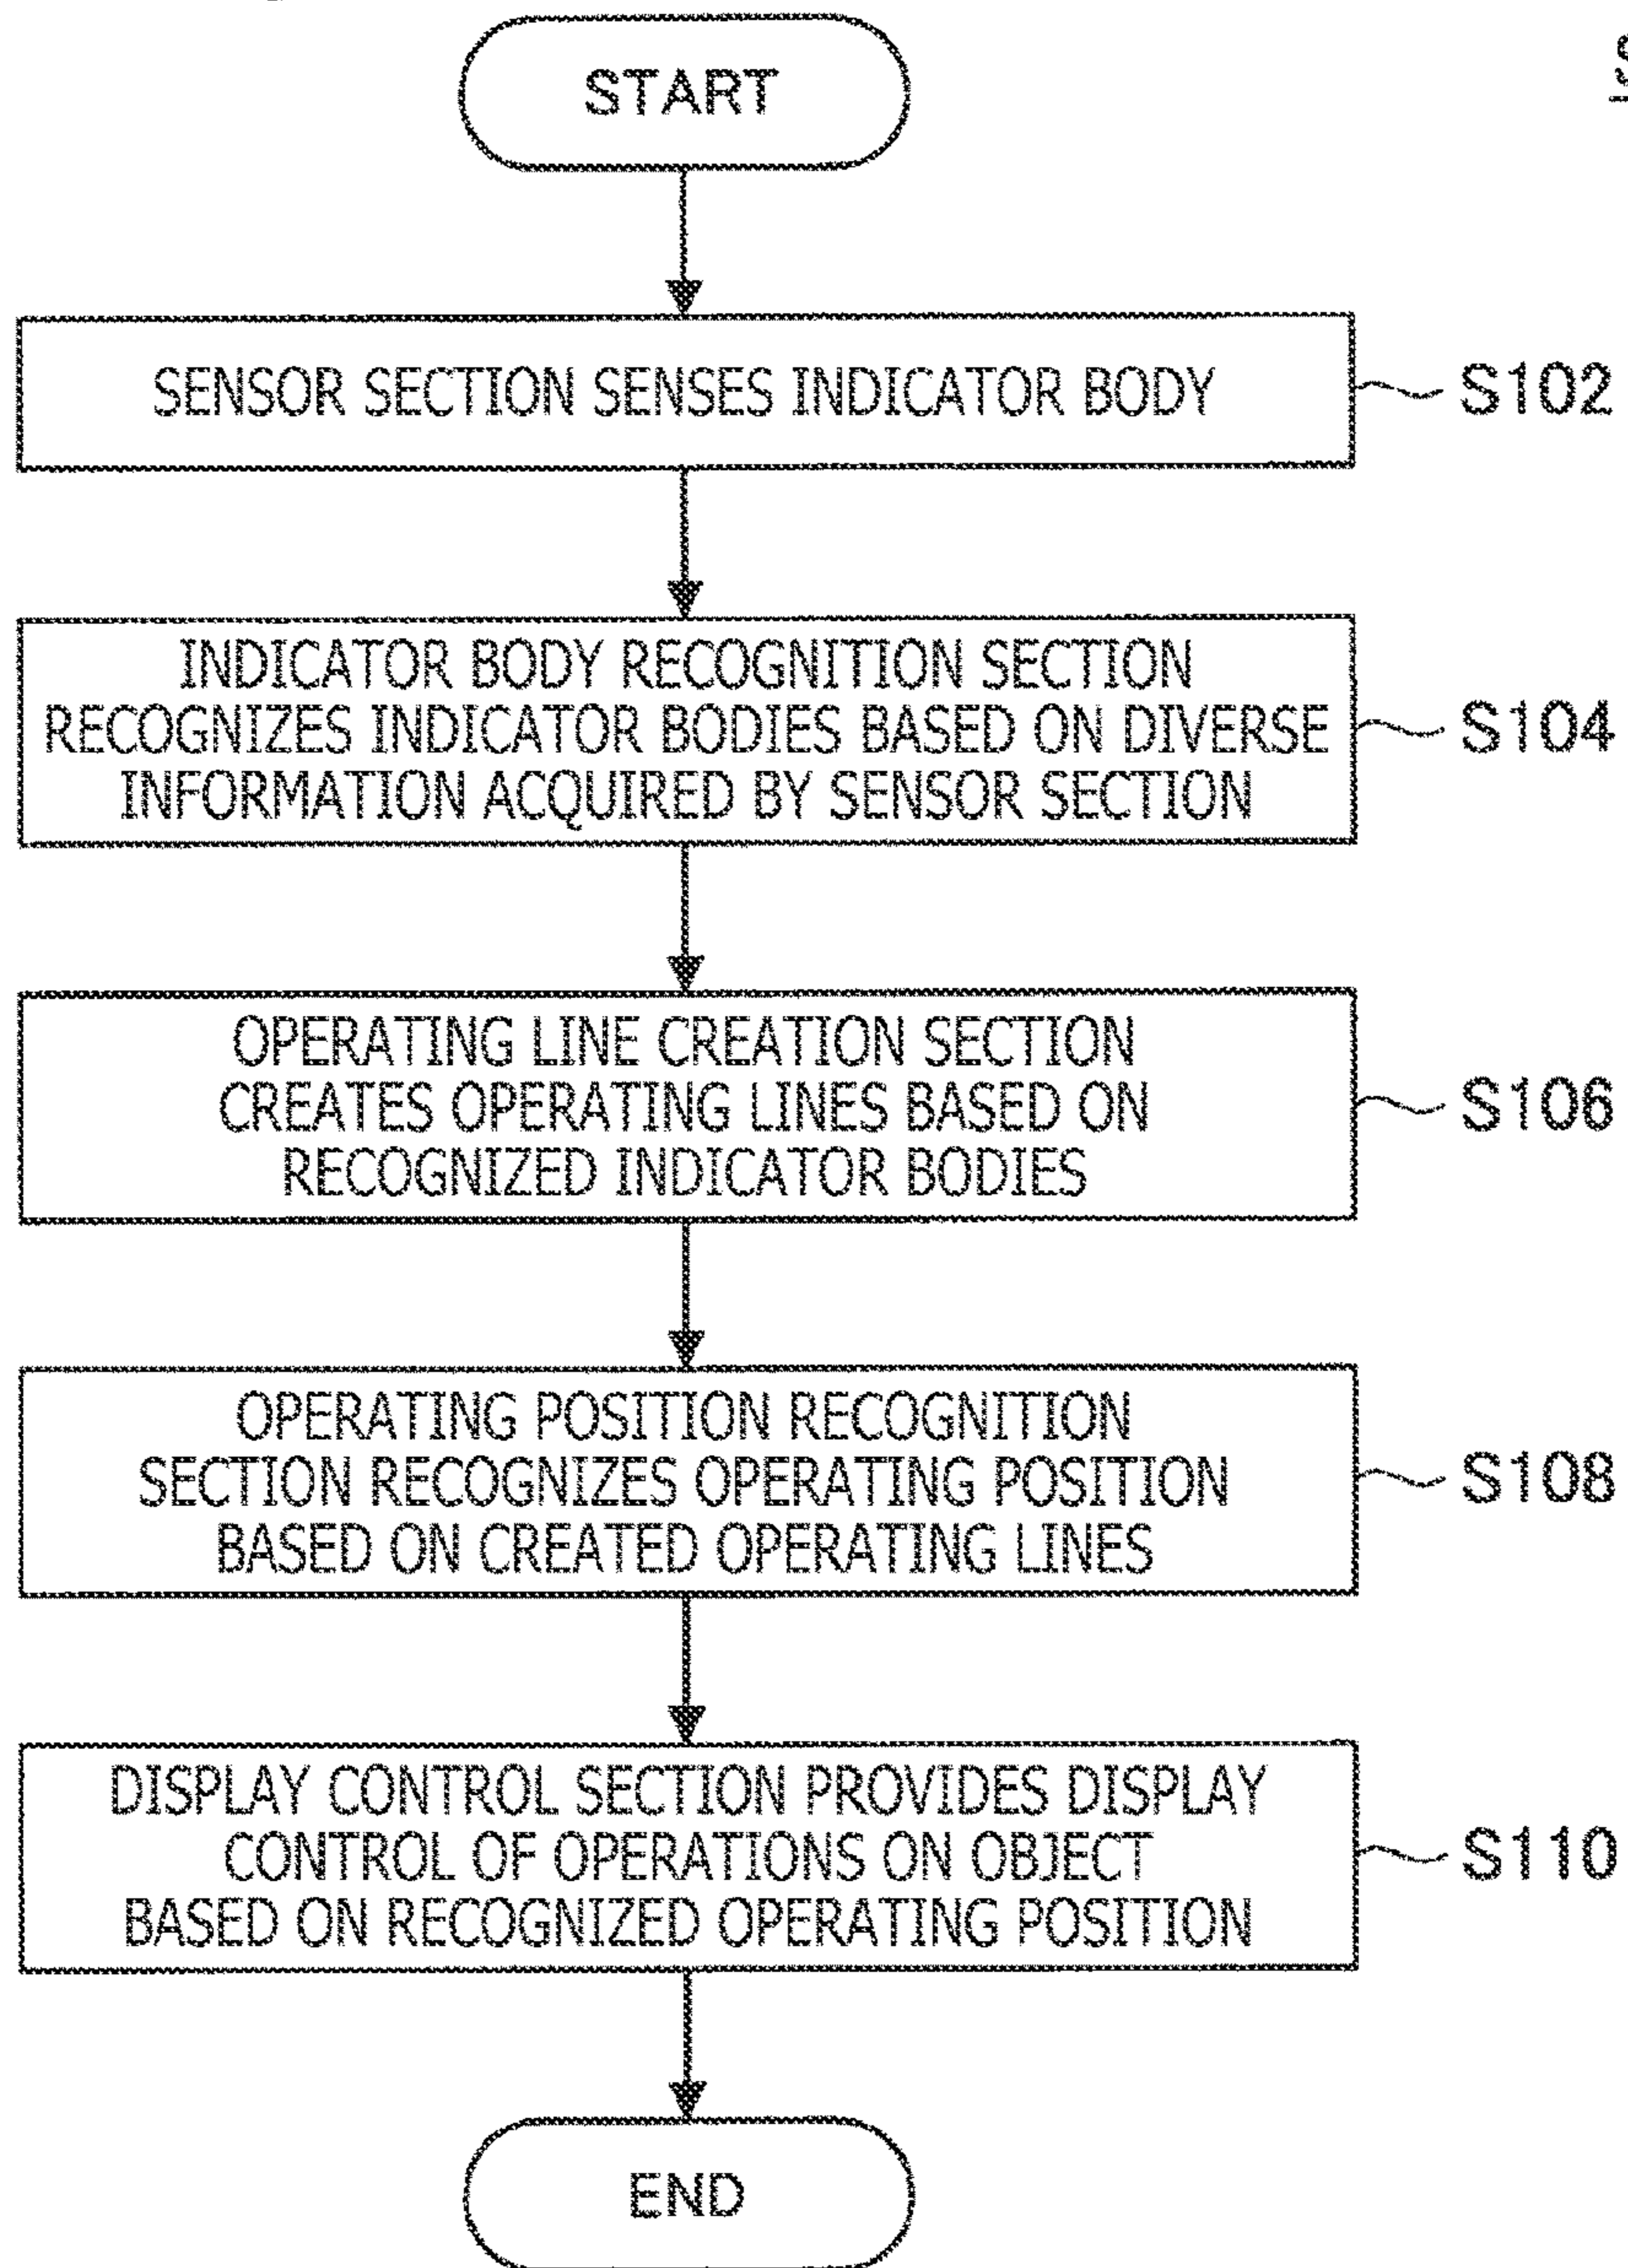 START
SENSOR SECTION SENSES INDICATOR BODY
S102
INDICATOR BODY RECOGNITION SECTION
RECOGNIZES INDICATOR BODIES BASED ON DIVERSE
INFORMATION ACQUIRED BY SENSOR SECTION
S104
OPERATING LINE CREATION SECTION
CREATES OPERATING LINES BASED ON
RECOGNIZED INDICATOR BODIES
S106
OPERATING POSITION RECOGNITION
SECTION RECOGNIZES OPERATING POSITION
BASED ON CREATED OPERATING LINES
S108
DISPLAY CONTROL SECTION PROVIDES DISPLAY
CONTROL OF OPERATIONS ON OBJECT
BASED ON RECOGNIZED OPERATING POSITION
S110
END